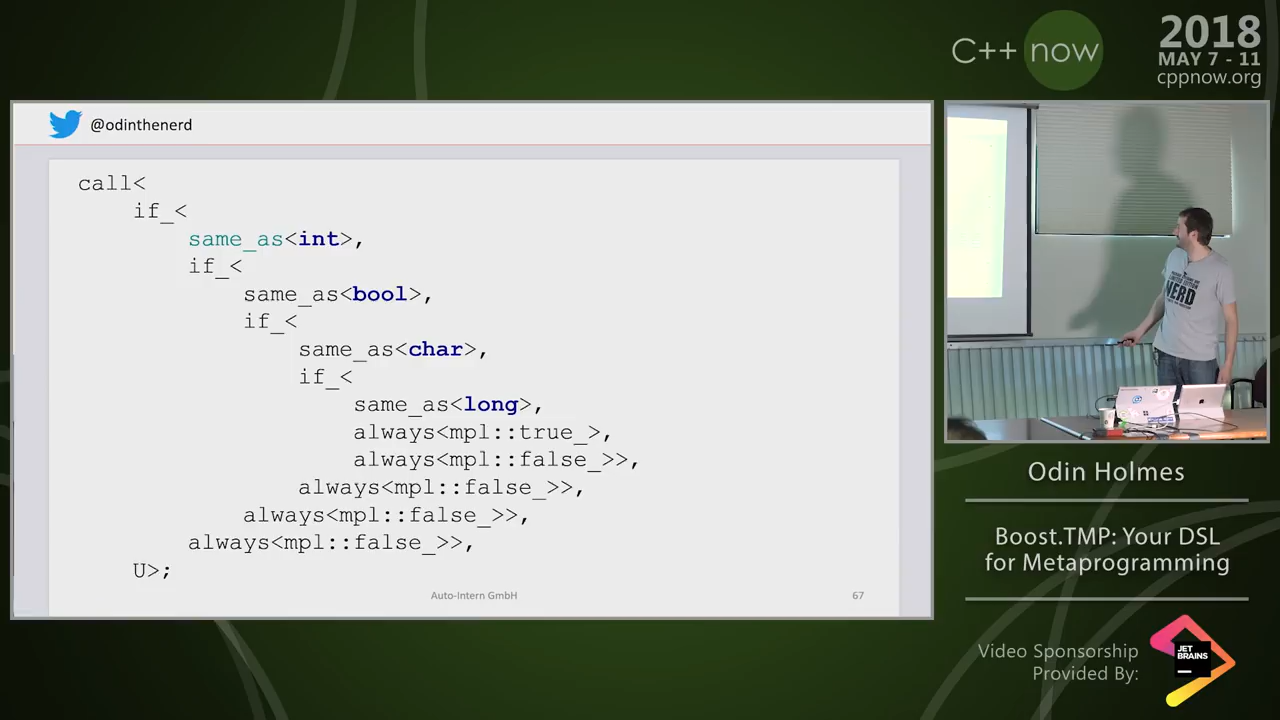 C++ now
2018
MAY 7 - 11
cppnow.org
@odinthenerd
call<
if_<
same_as<int>,
if_<
same_as<bool>,
if_<
same_as<char>,
if_<
same_as<long>,
always<mpl::true_>,
always<mpl::false_>>,
always<mpl::false_>>,
always<mpl::false_>>,
always<mpl::false_>>,
U>;
Auto-Intern GmbH
67
NERD
Odin Holmes
Boost.TMP: Your DSL
for Metaprogramming
Video Sponsorship
Provided By:
JET
BRAINS